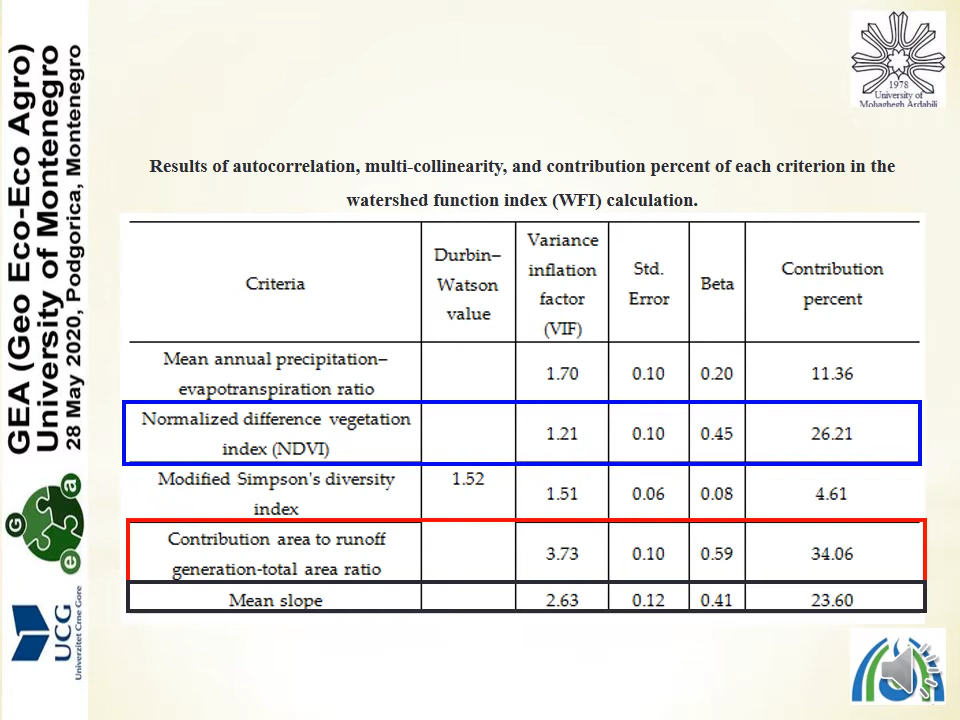 GEA (Geo Eco-Eco Agro)
University of Montenegro
28 May 2020, Podgorica, Montenegro
G
e
a
UCG
Univerzitet Crne Gore
1978
University of
Mohaghegh Ardabili
Results of autocorrelation, multi-collinearity, and contribution percent of each criterion in the
watershed function index (WFI) calculation.
Criteria
Durbin–
Watson
value
Variance
inflation
factor
(VIF)
Std.
Error
Beta
Contribution
percent
Mean annual precipitation–
evapotranspiration ratio
1.70 0.10 0.20 11.36
Normalized difference vegetation
index (NDVI)
1.21 0.10 0.45 26.21
Modified Simpson's diversity
index
1.52
1.51 0.06 0.08 4.61
Contribution area to runoff
generation-total area ratio
3.73 0.10 0.59 34.06
Mean slope 2.63 0.12 0.41 23.60